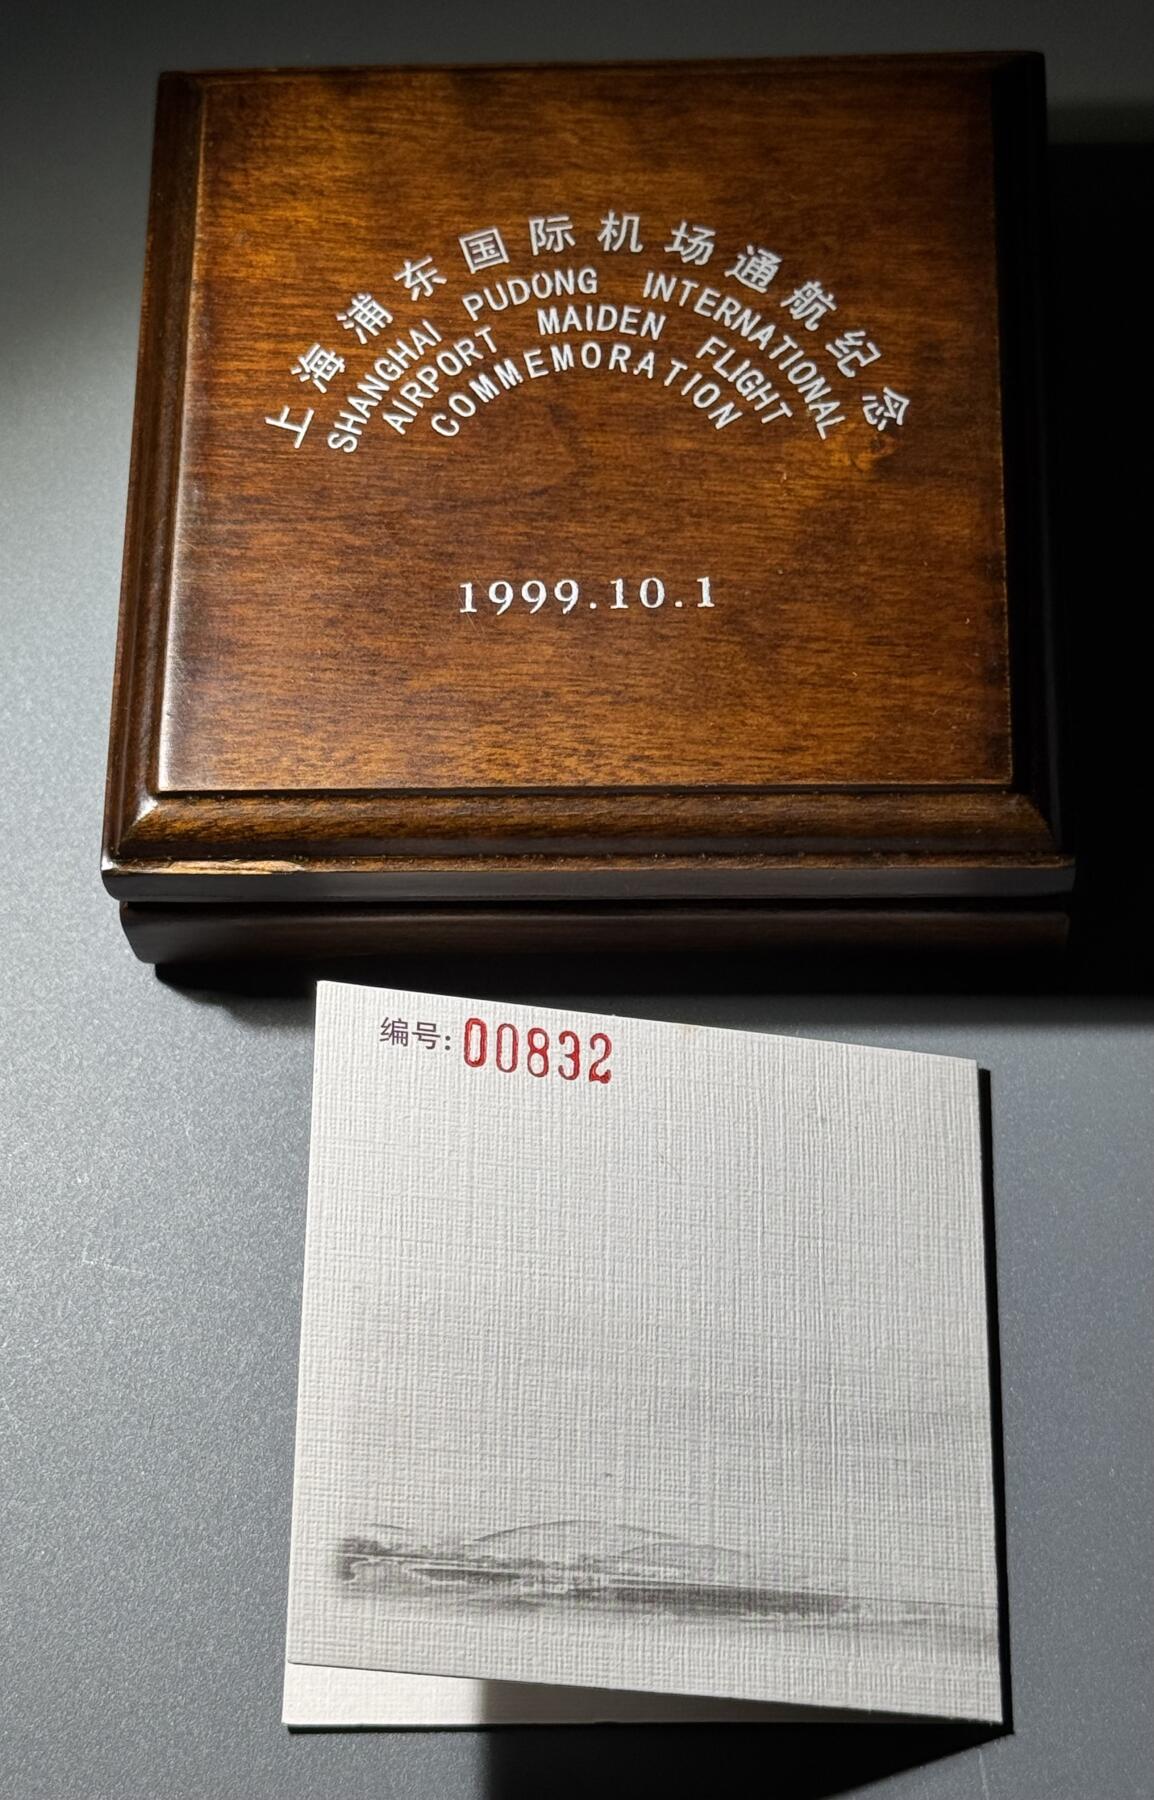 上海浦东国际机场通航纪念
SHANGHAI PUDONG INTERNATIONAL
AIRPORT MAIDEN FLIGHT
COMMEMORATION
1999.10.1
编号:00832